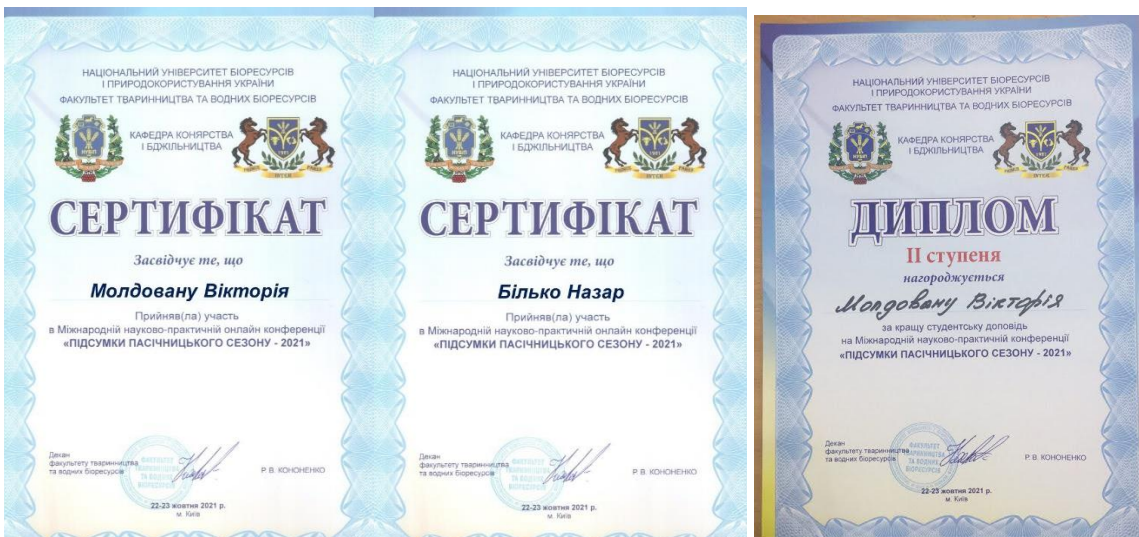 НАЦІОНАЛЬНИЙ УНІВЕРСИТЕТ БІОРЕСУРСІВ
І ПРИРОДОКОРИСТУВАННЯ УКРАЇНИ
ФАКУЛЬТЕТ ТВАРИННИЦТВА ТА ВОДНИХ БІОРЕСУРСІВ
КАФЕДРА КОНЯРСТВА
І БДЖІЛЬНИЦТВА
СЕРТИФІКАТ
Засвідчує те, що
Молдовану Вікторія
Прийняв(ла) участь
в Міжнародній науково-практичній онлайн конференції
«ПІДСУМКИ ПАСІЧНИЦЬКОГО СЕЗОНУ - 2021»
Декан
факультету тваринництва
та водних біоресурсів
Р.В. КОНОНЕНКО
22-23 жовтня 2021 р.
м. Київ
НАЦІОНАЛЬНИЙ УНІВЕРСИТЕТ БІОРЕСУРСІВ
І ПРИРОДОКОРИСТУВАННЯ УКРАЇНИ
ФАКУЛЬТЕТ ТВАРИННИЦТВА ТА ВОДНИХ БІОРЕСУРСІВ
КАФЕДРА КОНЯРСТВА
І БДЖІЛЬНИЦТВА
СЕРТИФІКАТ
Засвідчує те, що
Білько Назар
Прийняв(ла) участь
в Міжнародній науково-практичній онлайн конференції
«ПІДСУМКИ ПАСІЧНИЦЬКОГО СЕЗОНУ - 2021»
Декан
факультету тваринництва
та водних біоресурсів
Р.В. КОНОНЕНКО
22-23 жовтня 2021 р.
м. Київ
НАЦІОНАЛЬНИЙ УНІВЕРСИТЕТ БІОРЕСУРСІВ
І ПРИРОДОКОРИСТУВАННЯ УКРАЇНИ
ФАКУЛЬТЕТ ТВАРИННИЦТВА ТА ВОДНИХ БІОРЕСУРСІВ
КАФЕДРА КОНЯРСТВА
І БДЖІЛЬНИЦТВА
ДИПЛОМ
ІІ ступеня
нагороджується
Молдовану Вікторія
за кращу студентську доповідь
на Міжнародній науково-практичній конференції
«ПІДСУМКИ ПАСІЧНИЦЬКОГО СЕЗОНУ - 2021»
Декан
факультету тваринництва
та водних біоресурсів
Р.В. КОНОНЕНКО
22-23 жовтня 2021 р.
м. Київ